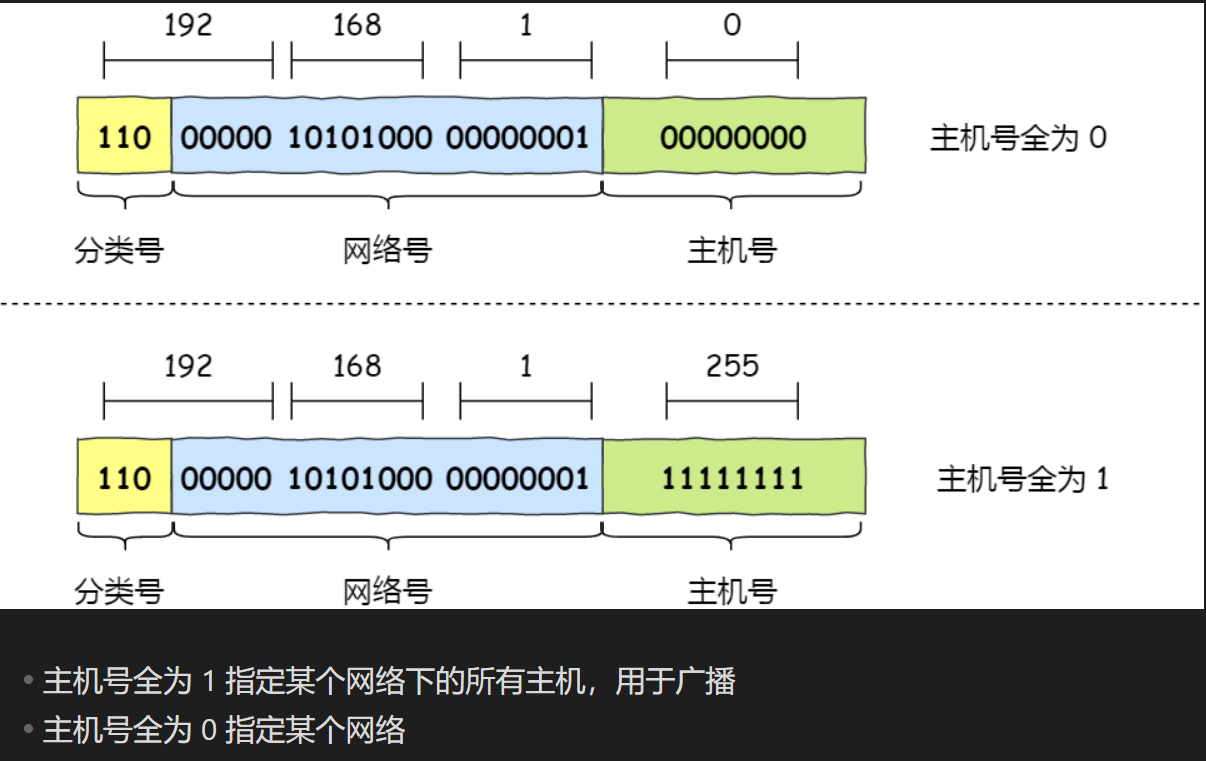 192 168 1 0
110 00000 10101000 00000001 00000000 主机号全为 0
分类号 网络号 主机号
192 168 1 255
110 00000 10101000 00000001 11111111 主机号全为 1
分类号 网络号 主机号
• 主机号全为 1 指定某个网络下的所有主机，用于广播
• 主机号全为 0 指定某个网络